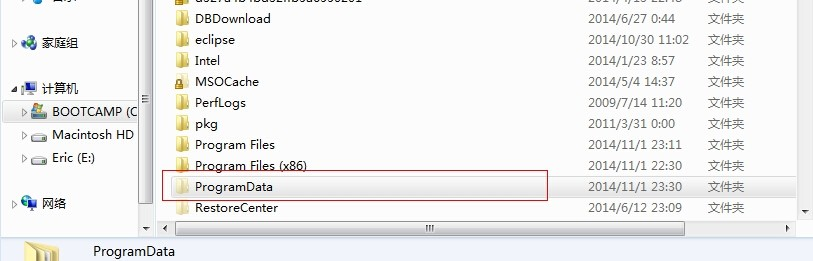 DBDownload 2014/6/27 0:44 文件夹
家庭组
eclipse 2014/10/30 11:02 文件夹
Intel 2014/1/23 8:57 文件夹
计算机
MSOCache 2014/5/4 14:37 文件夹
BOOTCAMP (C
PerfLogs 2009/7/14 11:20 文件夹
pkg 2011/3/31 0:00 文件夹
Macintosh HD
Program Files 2014/11/1 23:11 文件夹
Eric (E:)
Program Files (x86) 2014/11/1 22:30 文件夹
ProgramData 2014/11/1 23:30 文件夹
网络
RestoreCenter 2014/6/12 23:09 文件夹
ProgramData